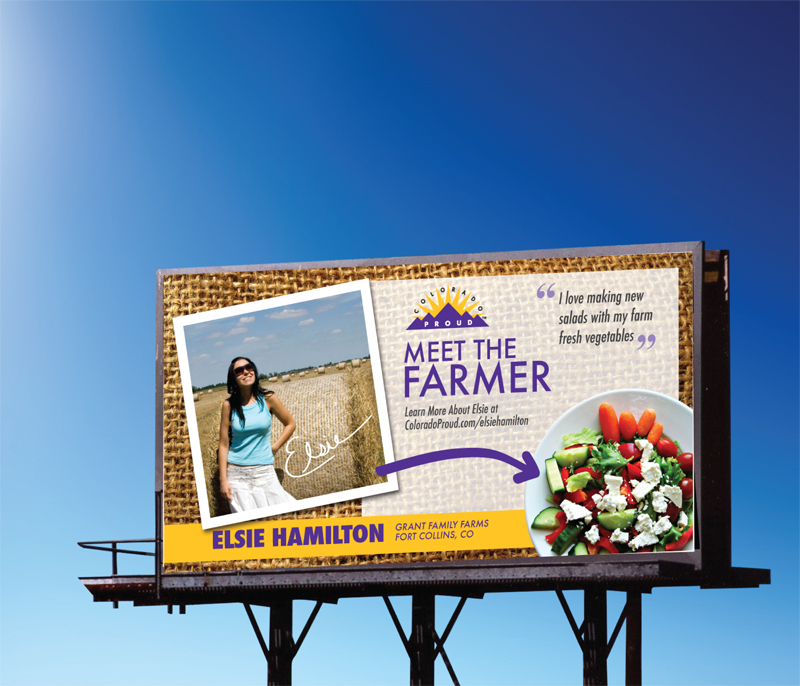 Elsie
COLORADO
PROUD
MEET THE
FARMER
Learn More About Elsie at
ColoradoProud.com/elsiehamilton
“ I love making new
salads with my farm
fresh vegetables ”
ELSIE HAMILTON
GRANT FAMILY FARMS
FORT COLLINS, CO